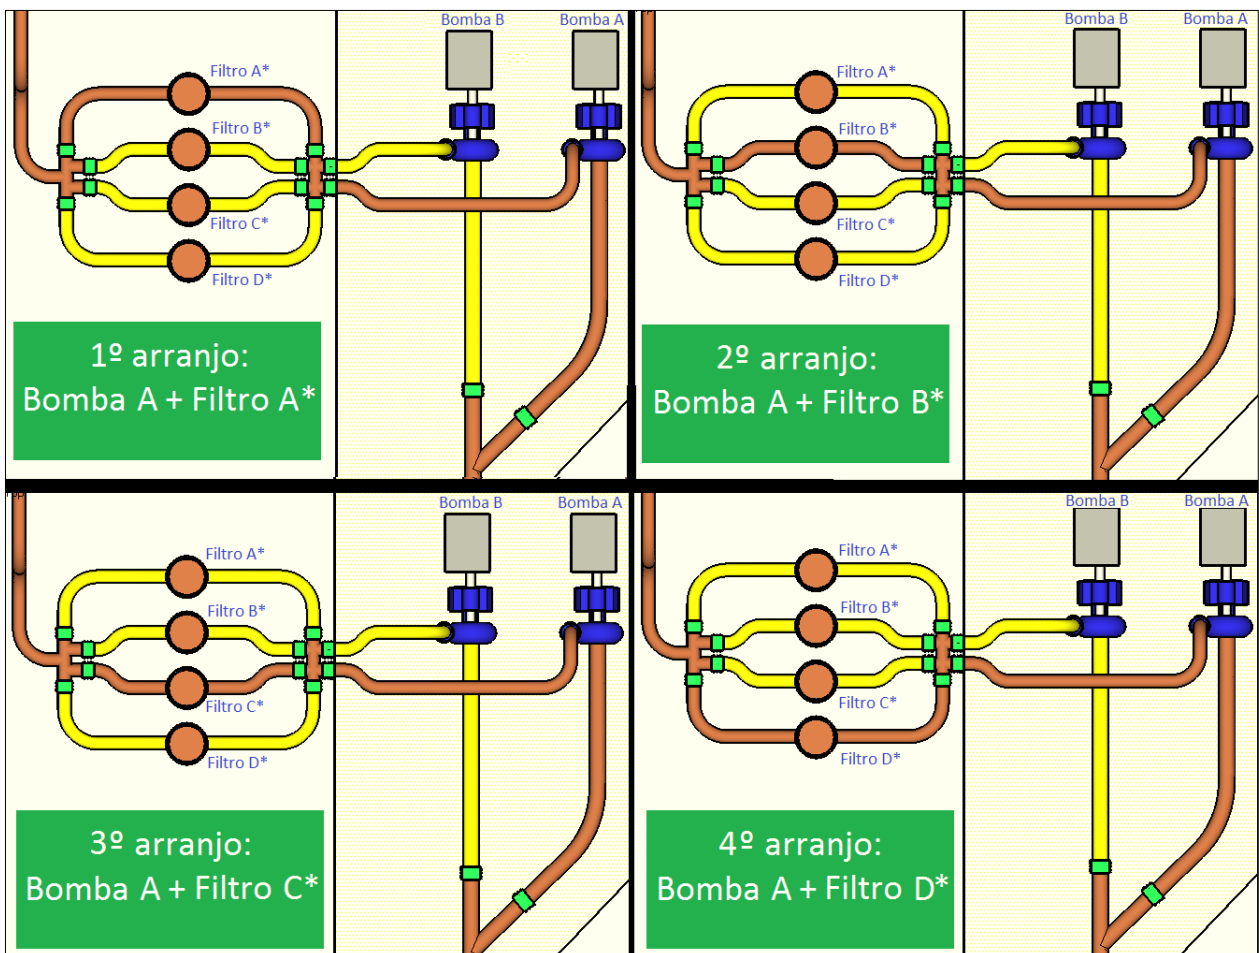 Bomba B
Bomba A
Filtro A*
Filtro B*
Filtro C*
Filtro D*
1º arranjo:
Bomba A + Filtro A*
Bomba B
Bomba A
Filtro A*
Filtro B*
Filtro C*
Filtro D*
2º arranjo:
Bomba A + Filtro B*
Bomba B
Bomba A
Filtro A*
Filtro B*
Filtro C*
Filtro D*
3º arranjo:
Bomba A + Filtro C*
Bomba B
Bomba A
Filtro A*
Filtro B*
Filtro C*
Filtro D*
4º arranjo:
Bomba A + Filtro D*